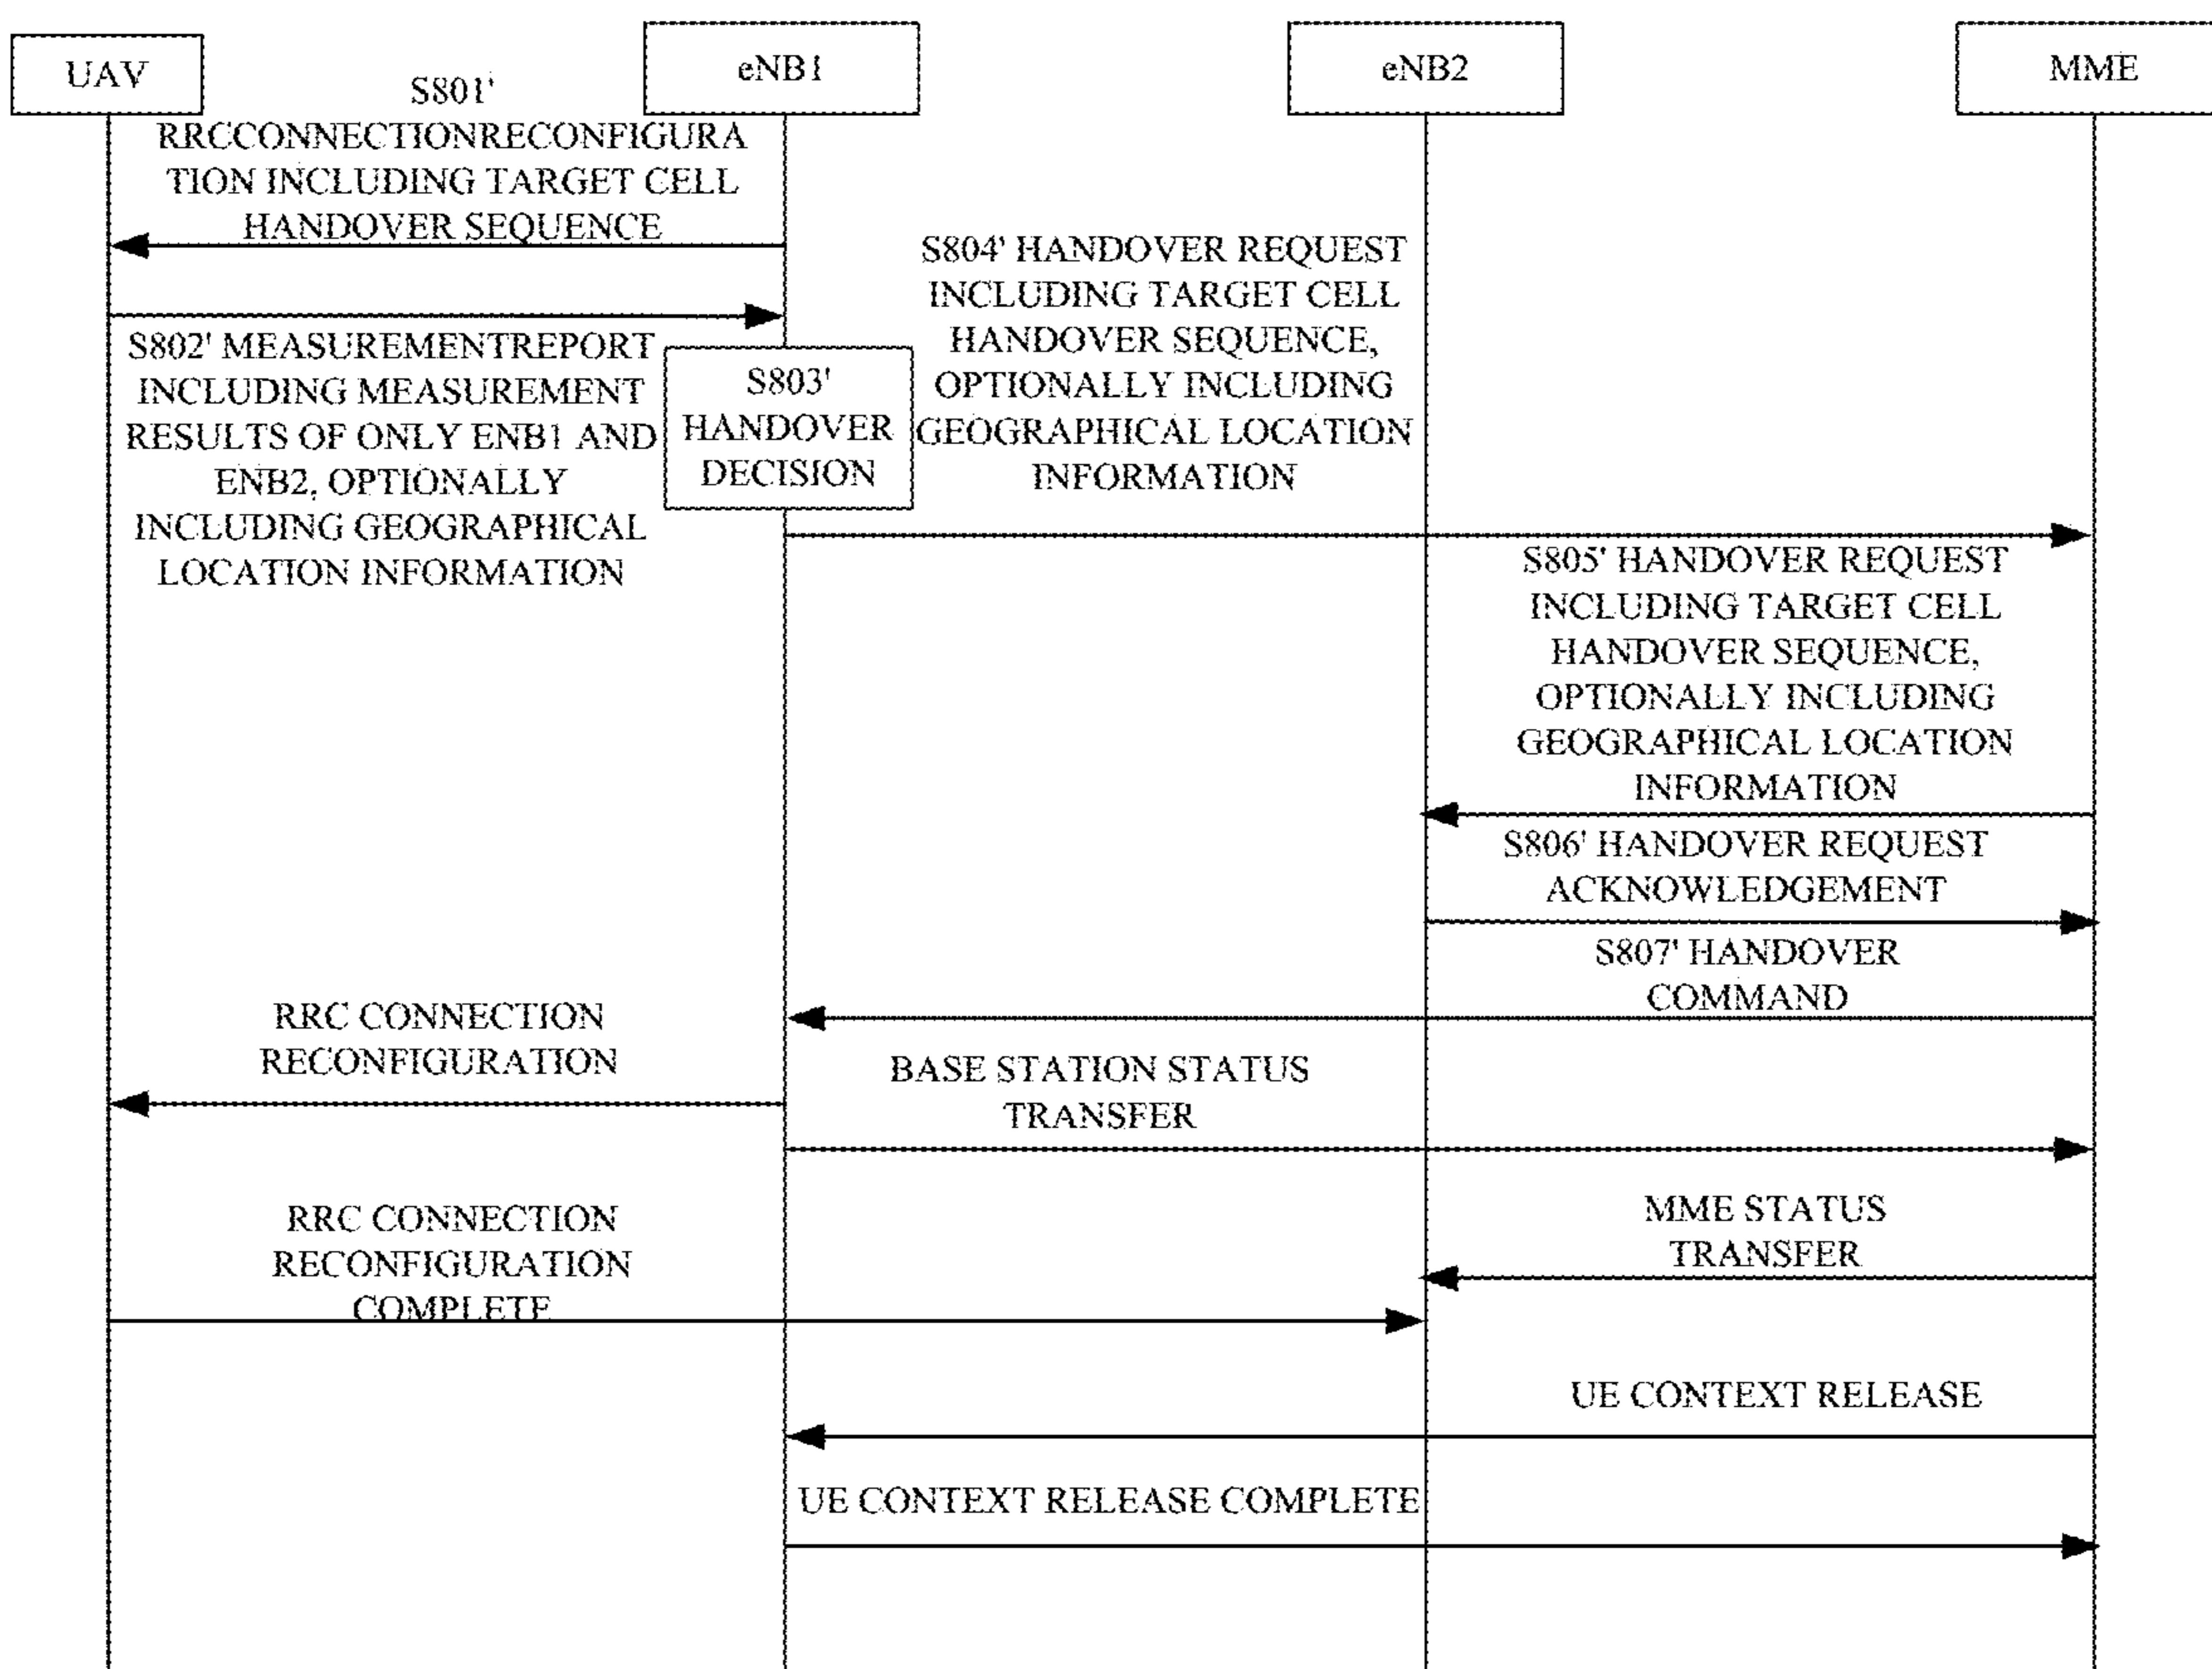 UAV
eNB1
eNB2
MME
S801'
RRCCONNECTIONRECONFIGURA
TION INCLUDING TARGET CELL
HANDOVER SEQUENCE
S802' MEASUREMENTREPORT
INCLUDING MEASUREMENT
RESULTS OF ONLY ENB1 AND
ENB2, OPTIONALLY
INCLUDING GEOGRAPHICAL
LOCATION INFORMATION
S803'
HANDOVER
DECISION
S804' HANDOVER REQUEST
INCLUDING TARGET CELL
HANDOVER SEQUENCE,
OPTIONALLY INCLUDING
GEOGRAPHICAL LOCATION
INFORMATION
S805' HANDOVER REQUEST
INCLUDING TARGET CELL
HANDOVER SEQUENCE,
OPTIONALLY INCLUDING
GEOGRAPHICAL LOCATION
INFORMATION
S806' HANDOVER REQUEST
ACKNOWLEDGEMENT
S807' HANDOVER
COMMAND
RRC CONNECTION
RECONFIGURATION
BASE STATION STATUS
TRANSFER
MME STATUS
TRANSFER
RRC CONNECTION
RECONFIGURATION
COMPLETE
UE CONTEXT RELEASE
UE CONTEXT RELEASE COMPLETE